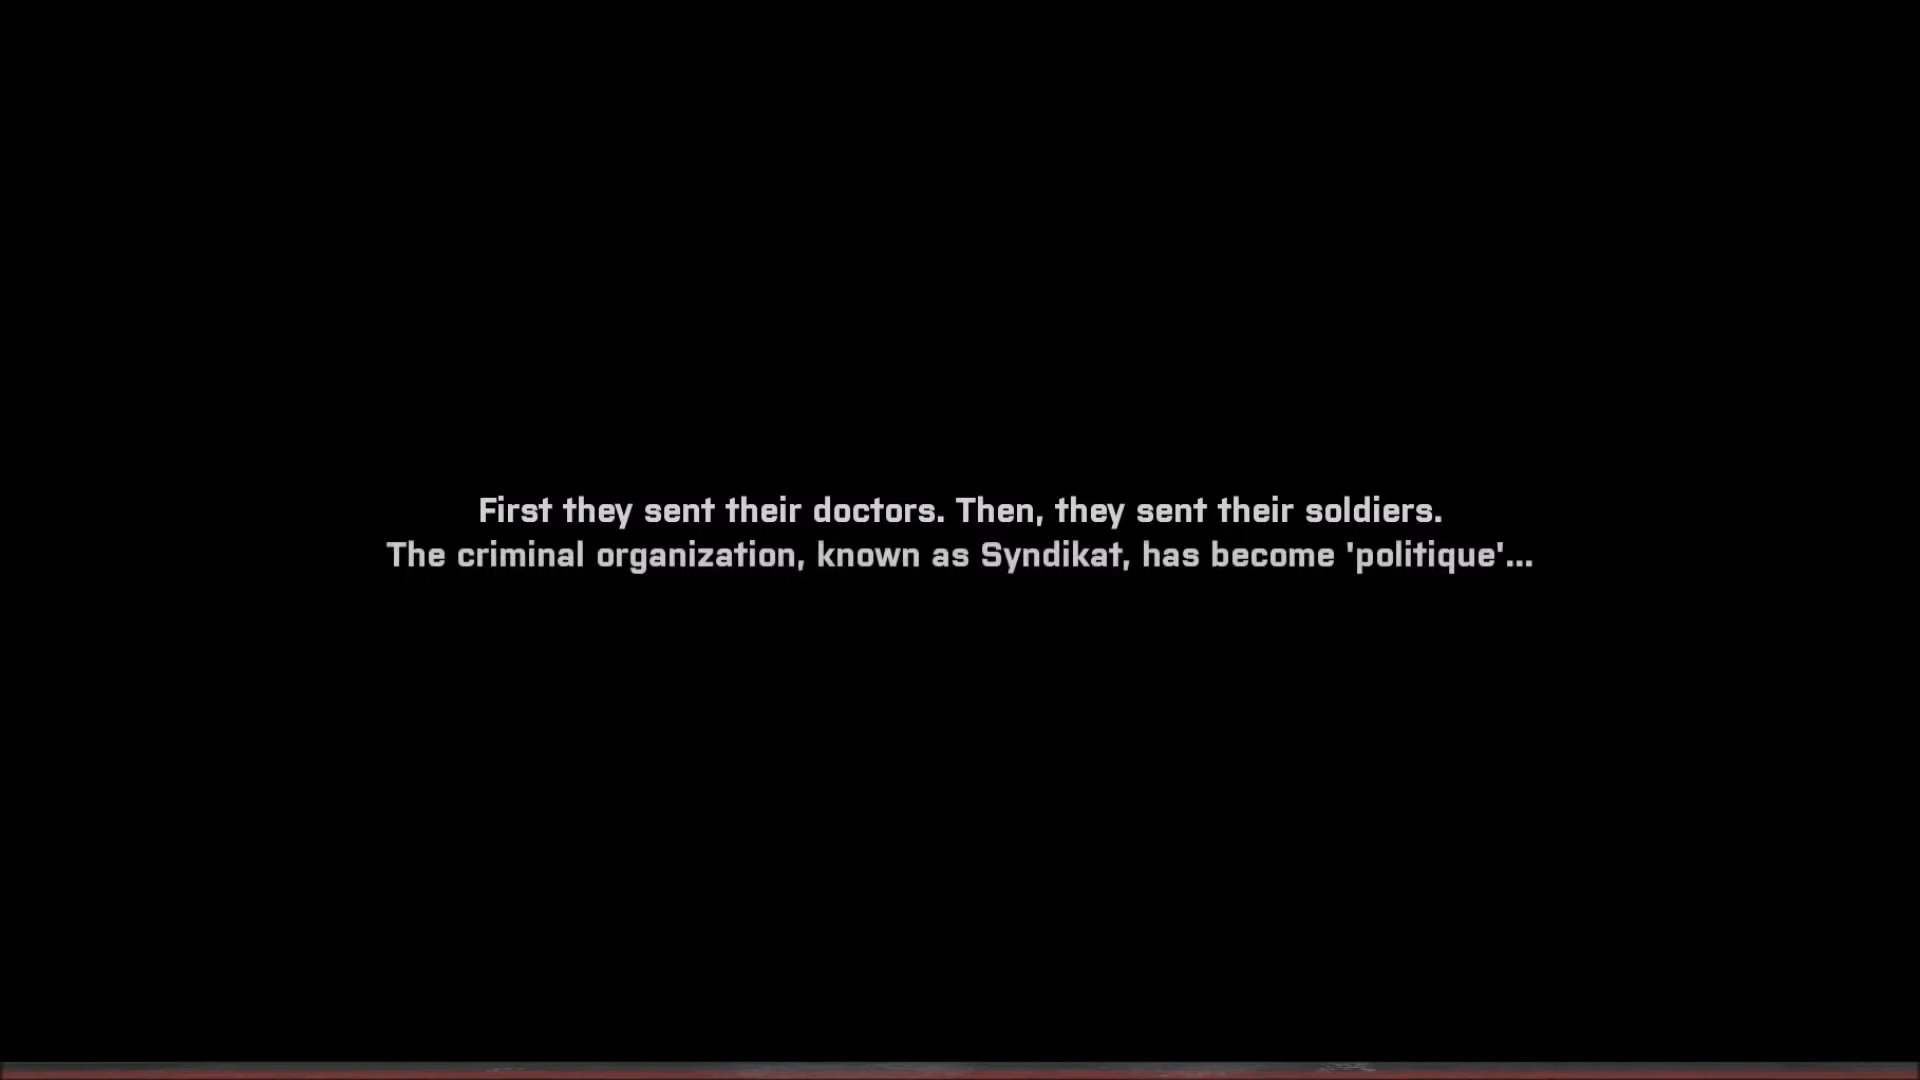 First they sent their doctors. Then, they sent their soldiers.
The criminal organization, known as Syndikat, has become 'politique'...